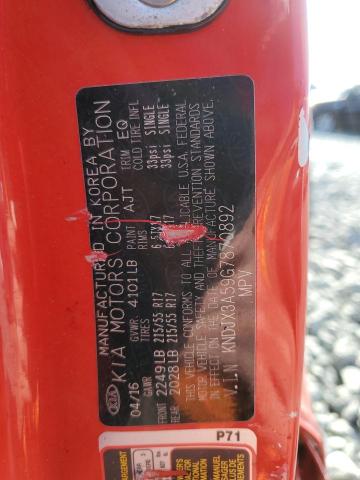 KIA
MANUFACTURED IN KOREA BY
KIA MOTORS CORPORATION
04/16 GVWR 4101LB PAINT AJT TRIM EQ
GAWR TIRES COLD TIRE INFL
FRONT 2249LB 215/55 R17 33psi SINGLE
REAR 2028LB 215/55 R17 33psi SINGLE
THIS VEHICLE CONFORMS TO ALL APPLICABLE U.S.A. FEDERAL
MOTOR VEHICLE SAFETY AND THEFT PREVENTION STANDARDS
IN EFFECT ON THE DATE OF MANUFACTURE SHOWN ABOVE.
V.I.N
MPV
P71